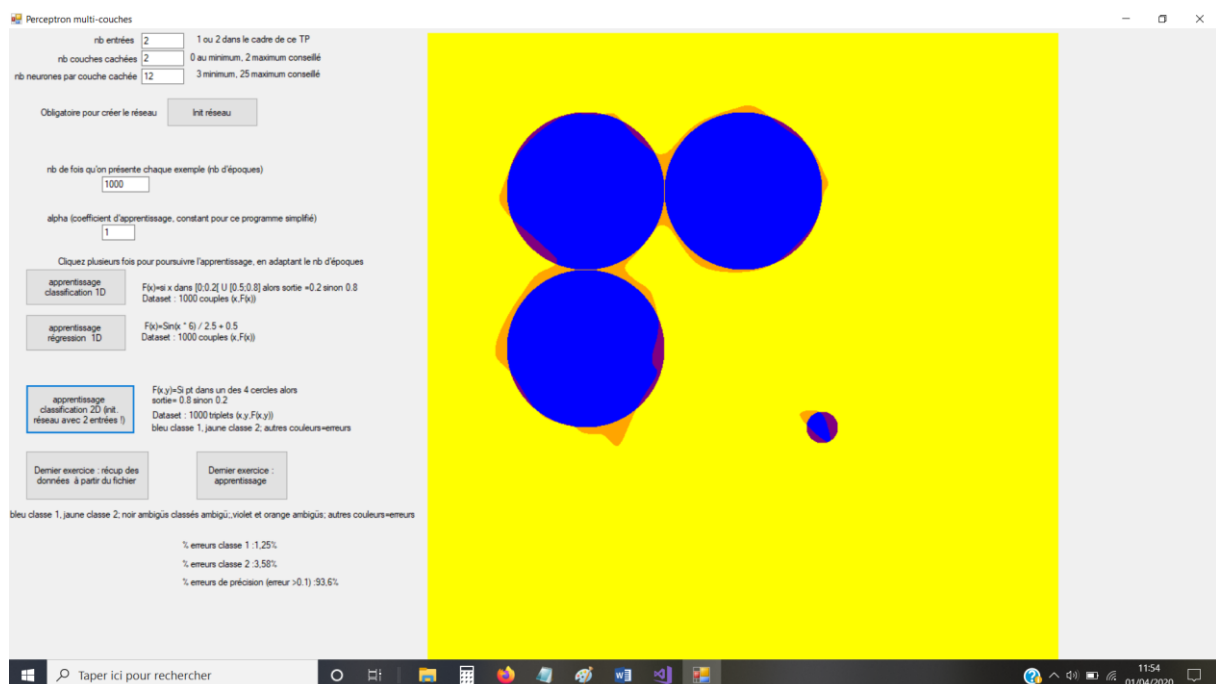 Perceptron multi-couches
nb entrées 2 1 ou 2 dans le cadre de ce TP
nb couches cachées 2 0 au minimum, 2 maximum conseillé
nb neurones par couche cachée 12 3 minimum, 25 maximum conseillé
Obligatoire pour créer le réseau Init réseau
nb de fois qu'on présente chaque exemple (nb d'époques)
1000
alpha (coefficient d'apprentissage, constant pour ce programme simplifié)
1
Cliquez plusieurs fois pour poursuivre l'apprentissage, en adaptant le nb d'époques
apprentissage
classification 1D
F(x)=si x dans [0;0.2[ U [0.5;0.8] alors sortie =0.2 sinon 0.8
Dataset : 1000 couples (x,F(x))
apprentissage
régression 1D
F(x)=Sin(x * 6) / 2.5 + 0.5
Dataset : 1000 couples (x,F(x))
apprentissage
classification 2D (init.
réseau avec 2 entrées !)
F(x,y)=Si pt dans un des 4 cercles alors
sortie= 0.8 sinon 0.2
Dataset : 1000 triplets (x,y,F(x,y))
bleu classe 1, jaune classe 2; autres couleurs=erreurs
Dernier exercice : récup des
données à partir du fichier
Dernier exercice :
apprentissage
bleu classe 1, jaune classe 2; noir ambigüs classés ambigü;,violet et orange ambigüs; autres couleurs=erreurs
% erreurs classe 1 :1,25%
% erreurs classe 2 :3,58%
% erreurs de précision (erreur >0.1) :93,6%
Taper ici pour rechercher
11:54
01/04/2020